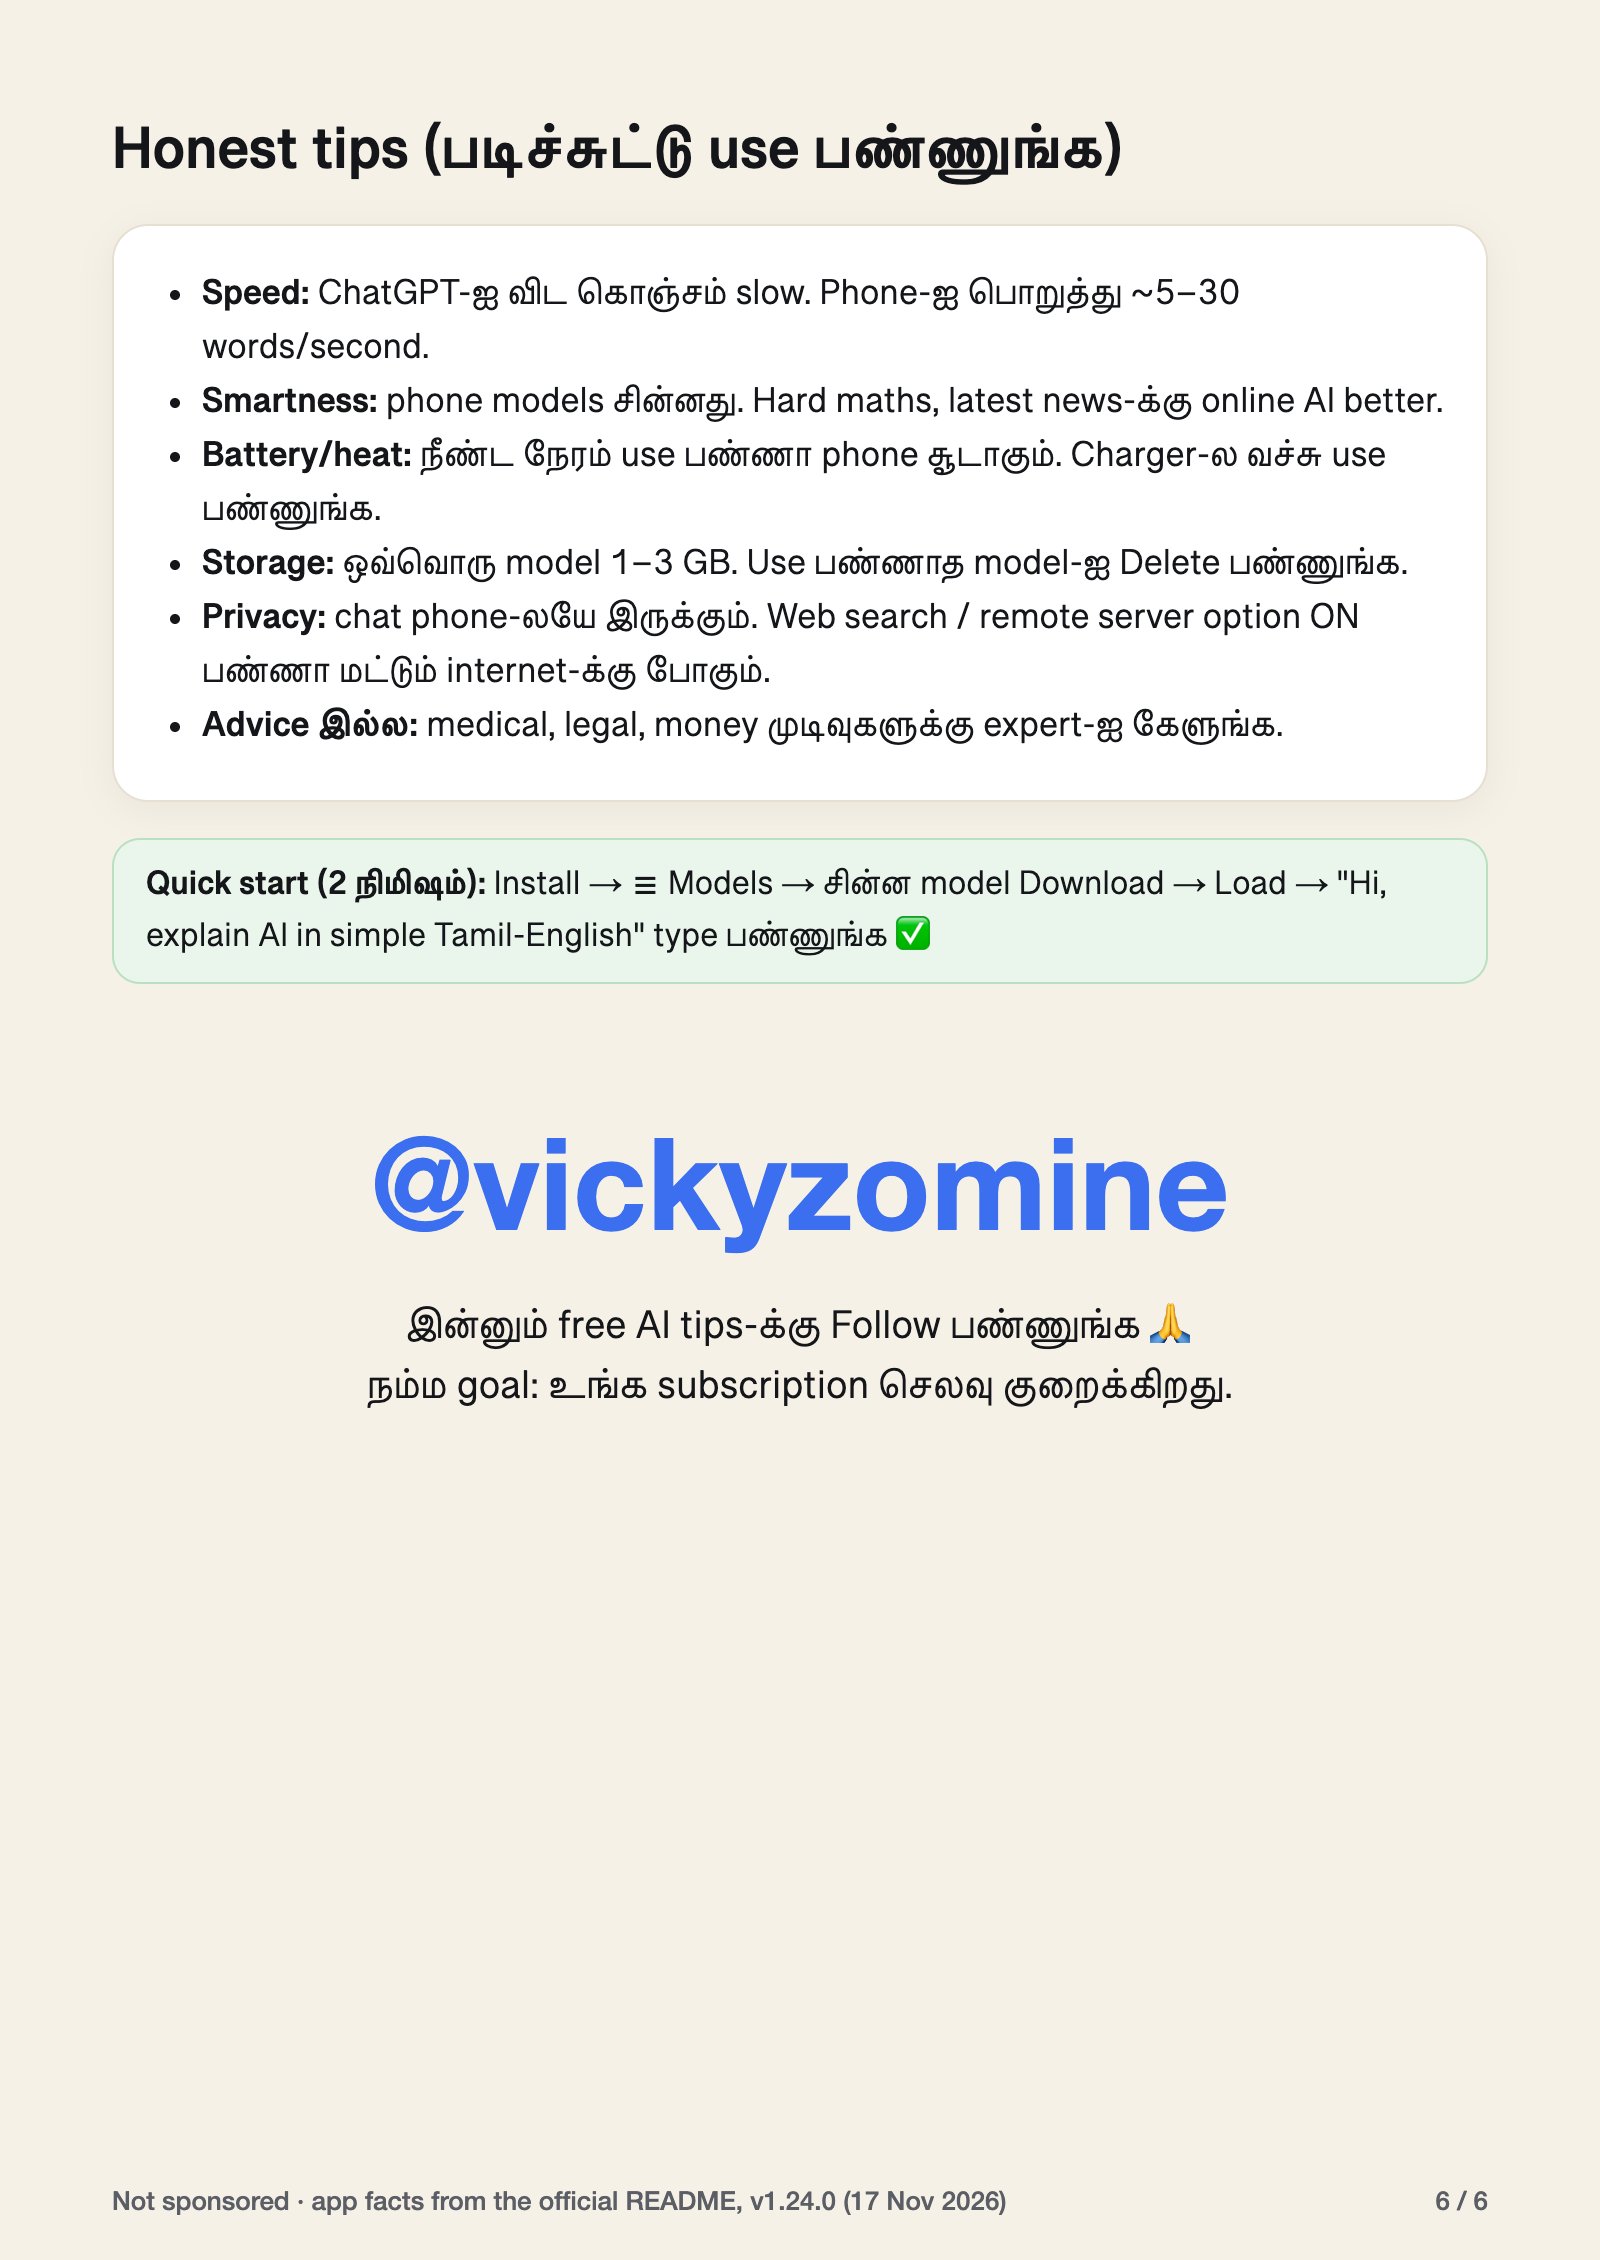 Honest tips (படிச்சுட்டு use பண்ணுங்க)
• Speed: ChatGPT-ஐ விட கொஞ்சம் slow. Phone-ஐ பொறுத்து ~5–30
words/second.
• Smartness: phone models சின்னது. Hard maths, latest news-க்கு online AI better.
• Battery/heat: நீண்ட நேரம் use பண்ணா phone சூடாகும். Charger-ல வச்சு use
பண்ணுங்க.
• Storage: ஒவ்வொரு model 1–3 GB. Use பண்ணாத model-ஐ Delete பண்ணுங்க.
• Privacy: chat phone-லயே இருக்கும். Web search / remote server option ON
பண்ணா மட்டும் internet-க்கு போகும்.
• Advice இல்ல: medical, legal, money முடிவுகளுக்கு expert-ஐ கேளுங்க.
Quick start (2 நிமிஷம்): Install → ≡ Models → சின்ன model Download → Load → "Hi,
explain AI in simple Tamil-English" type பண்ணுங்க ✅
@vickyzomine
இன்னும் free AI tips-க்கு Follow பண்ணுங்க 🙏
நம்ம goal: உங்க subscription செலவு குறைக்கிறது.
Not sponsored · app facts from the official README, v1.24.0 (17 Nov 2026)
6 / 6